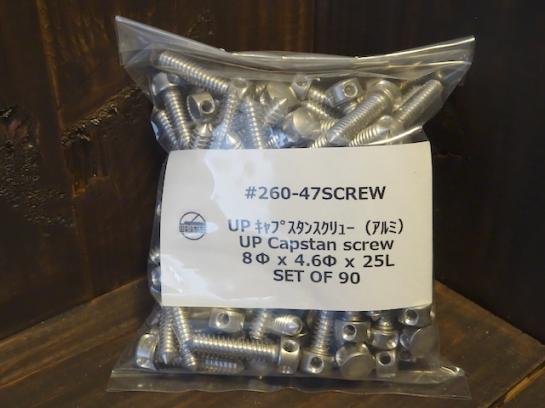 #260-47SCREW
UP ｷｬﾌﾟｽﾀﾝｽｸﾘｭｰ (ｱﾙﾐ)
UP Capstan screw
8Φ x 4.6Φ x 25L
SET OF 90